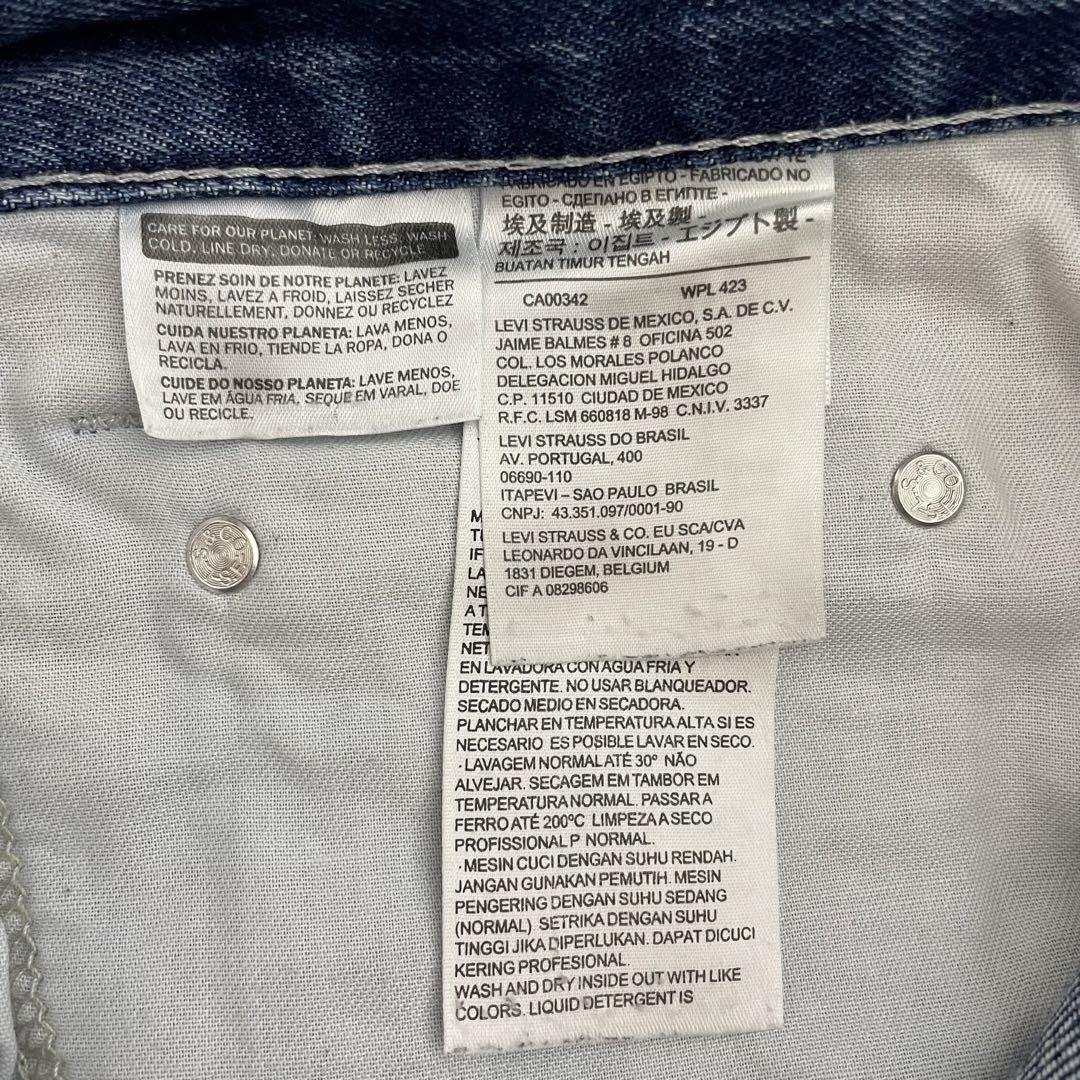 CARE FOR OUR PLANET: WASH LESS, WASH
COLD, LINE DRY, DONATE OR RECYCLE
PRENEZ SOIN DE NOTRE PLANETE: LAVEZ
MOINS, LAVEZ A FROID, LAISSEZ SECHER
NATURELLEMENT, DONNEZ OU RECYCLEZ
CUIDA NUESTRO PLANETA: LAVA MENOS,
LAVA EN FRIO, TIENDE LA ROPA, DONA O
RECICLA.
CUIDE DO NOSSO PLANETA: LAVE MENOS,
LAVE EM ÁGUA FRIA, SEQUE EM VARAL, DOE
OU RECICLE.
FABRICADO EN EGIPTO - FABRICADO NO
EGITO - СДЕЛАНО В ЕГИПТЕ -
埃及制造 - 埃及製 -
제조국 : 이집트 - エジプト製 -
BUATAN TIMUR TENGAH
CA00342 WPL 423
LEVI STRAUSS DE MEXICO, S.A. DE C.V.
JAIME BALMES # 8 OFICINA 502
COL. LOS MORALES POLANCO
DELEGACION MIGUEL HIDALGO
C.P. 11510 CIUDAD DE MEXICO
R.F.C. LSM 660818 M-98 C.N.I.V. 3337
LEVI STRAUSS DO BRASIL
AV. PORTUGAL, 400
06690-110
ITAPEVI – SAO PAULO BRASIL
CNPJ: 43.351.097/0001-90
LEVI STRAUSS & CO. EU SCA/CVA
LEONARDO DA VINCILAAN, 19 - D
1831 DIEGEM, BELGIUM
CIF A 08298606
IF
LA
NE
A T
TEM
NET
EN LAVADORA CON AGUA FRIA Y
DETERGENTE. NO USAR BLANQUEADOR.
SECADO MEDIO EN SECADORA.
PLANCHAR EN TEMPERATURA ALTA SI ES
NECESARIO ES POSIBLE LAVAR EN SECO.
·LAVAGEM NORMAL ATÉ 30º NÃO
ALVEJAR. SECAGEM EM TAMBOR EM
TEMPERATURA NORMAL. PASSAR A
FERRO ATÉ 200ºC LIMPEZA A SECO
PROFISSIONAL P NORMAL.
·MESIN CUCI DENGAN SUHU RENDAH.
JANGAN GUNAKAN PEMUTIH. MESIN
PENGERING DENGAN SUHU SEDANG
(NORMAL) SETRIKA DENGAN SUHU
TINGGI JIKA DIPERLUKAN. DAPAT DICUCI
KERING PROFESIONAL.
WASH AND DRY INSIDE OUT WITH LIKE
COLORS. LIQUID DETERGENT IS